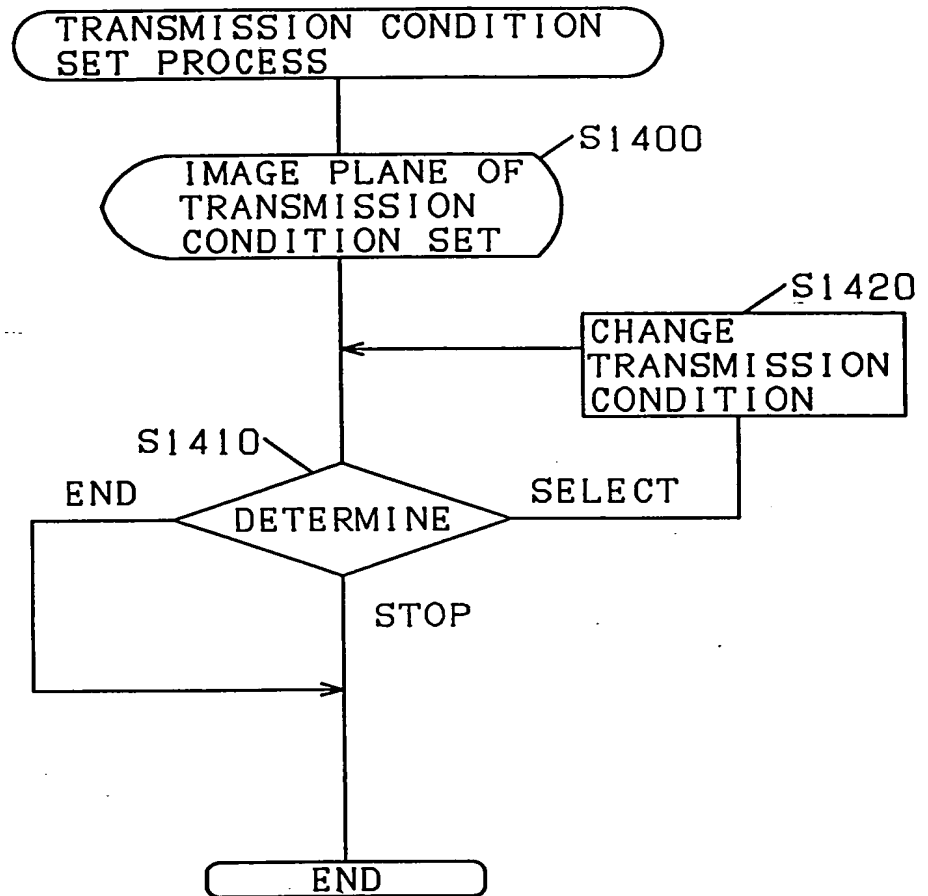 TRANSMISSION CONDITION
SET PROCESS
S1400
IMAGE PLANE OF
TRANSMISSION
CONDITION SET
S1420
CHANGE
TRANSMISSION
CONDITION
S1410
END
DETERMINE
SELECT
STOP
END